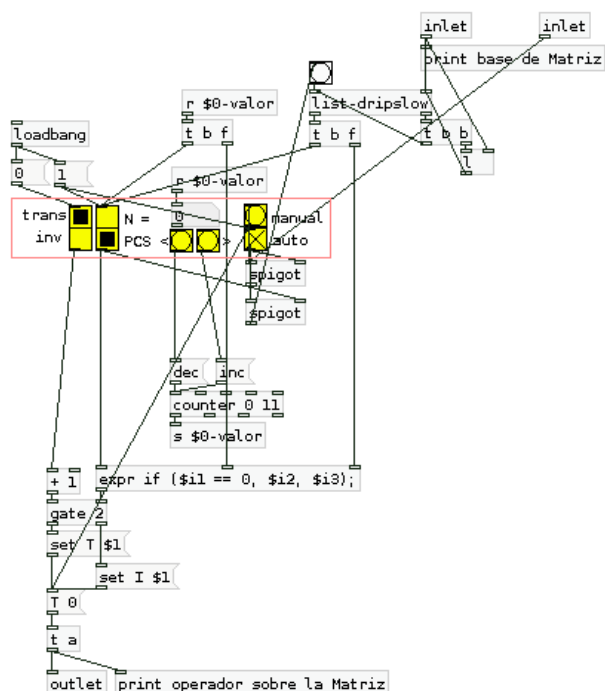 inlet
inlet
print base de Matriz
r $0-valor
list-dripslow
loadbang
t b f
t b f
t b b
l
0
1
r $0-valor
0
trans
N =
manual
inv
PCS <
>
auto
spigot
spigot
dec
inc
counter 0 11
s $0-valor
+ 1
expr if ($i1 == 0, $i2, $i3);
gate 2
set T $1
set I $1
T 0
t a
outlet
print operador sobre la Matriz